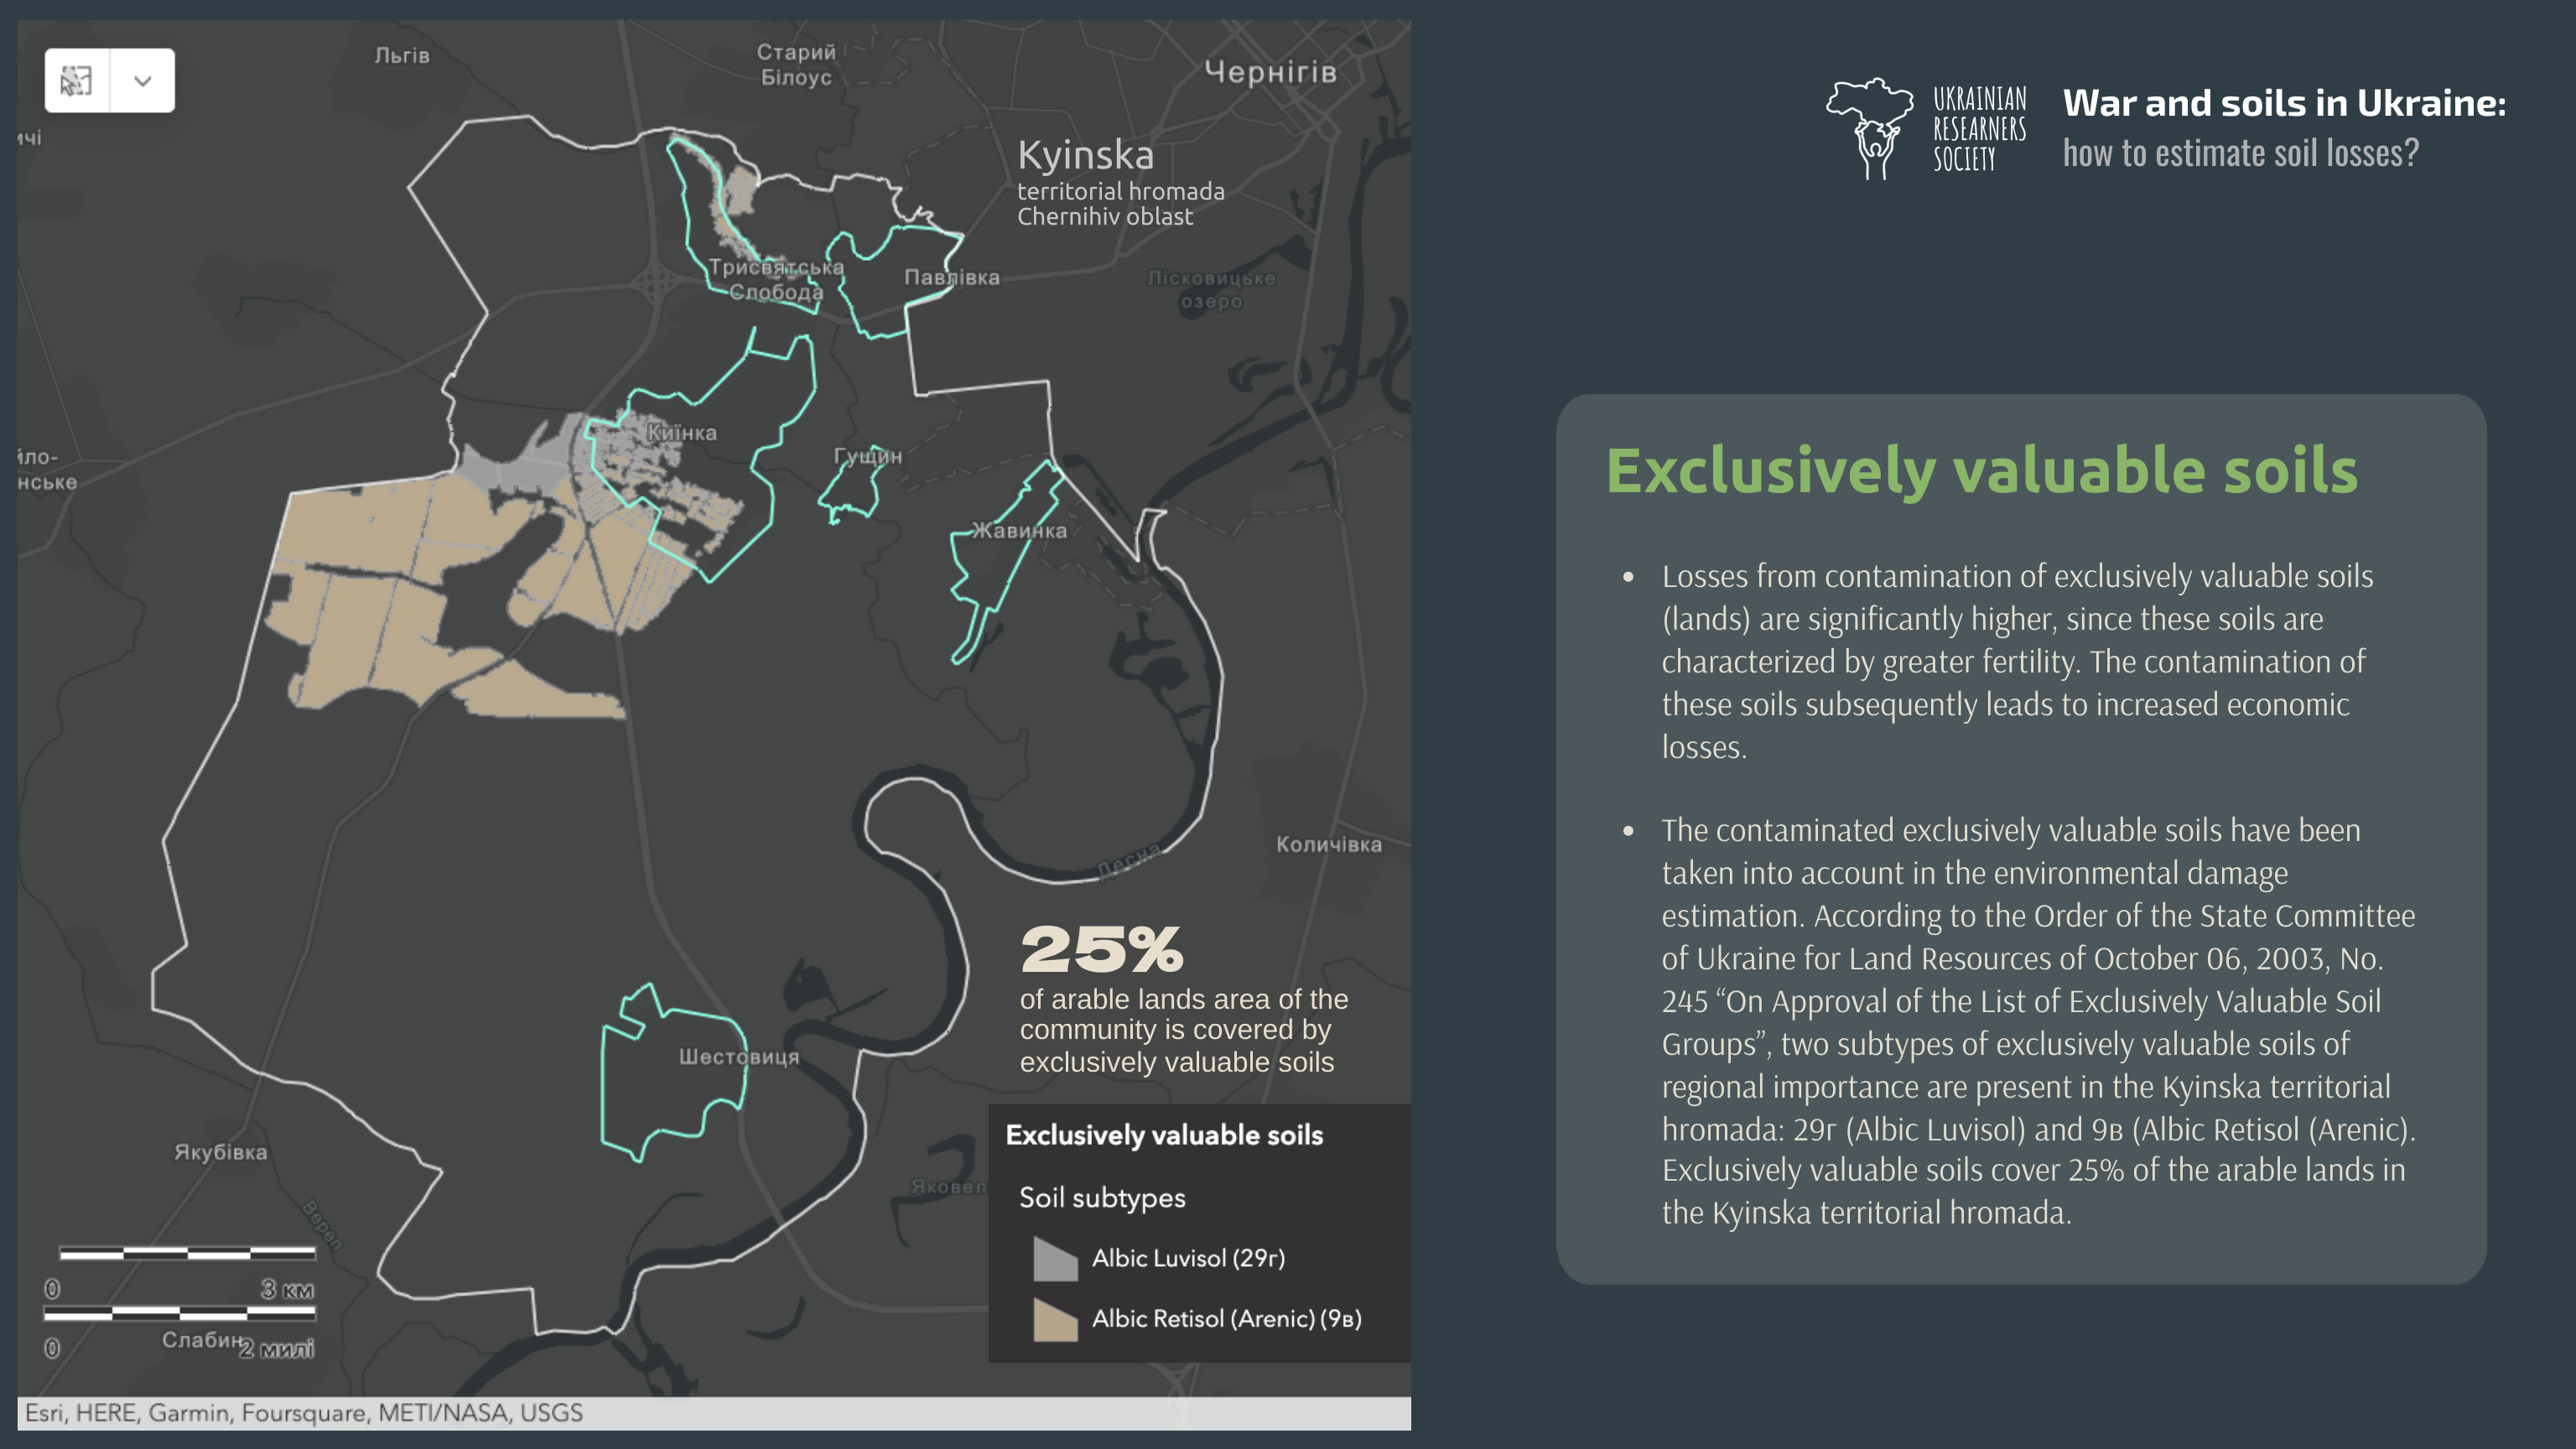 Льгів
Старий
Білоус
Чернігів
ичі
Kyinska
territorial hromada
Chernihiv oblast
Трисвятська
Слобода
Павлівка
Лісковицьке
озеро
Київка
Гущин
йло-
нське
Жавинка
Количівка
Десна
25%
of arable lands area of the
community is covered by
exclusively valuable soils
Шестовиця
Якубівка
Яковел
Exclusively valuable soils
Soil subtypes
Albic Luvisol (29г)
Albic Retisol (Arenic) (9в)
0 3 км
0 2 милі
Слабин
Esri, HERE, Garmin, Foursquare, METI/NASA, USGS
UKRAINIAN
RESEARNERS
SOCIETY
War and soils in Ukraine:
how to estimate soil losses?
Exclusively valuable soils
• Losses from contamination of exclusively valuable soils
(lands) are significantly higher, since these soils are
characterized by greater fertility. The contamination of
these soils subsequently leads to increased economic
losses.
• The contaminated exclusively valuable soils have been
taken into account in the environmental damage
estimation. According to the Order of the State Committee
of Ukraine for Land Resources of October 06, 2003, No.
245 “On Approval of the List of Exclusively Valuable Soil
Groups”, two subtypes of exclusively valuable soils of
regional importance are present in the Kyinska territorial
hromada: 29г (Albic Luvisol) and 9в (Albic Retisol (Arenic).
Exclusively valuable soils cover 25% of the arable lands in
the Kyinska territorial hromada.